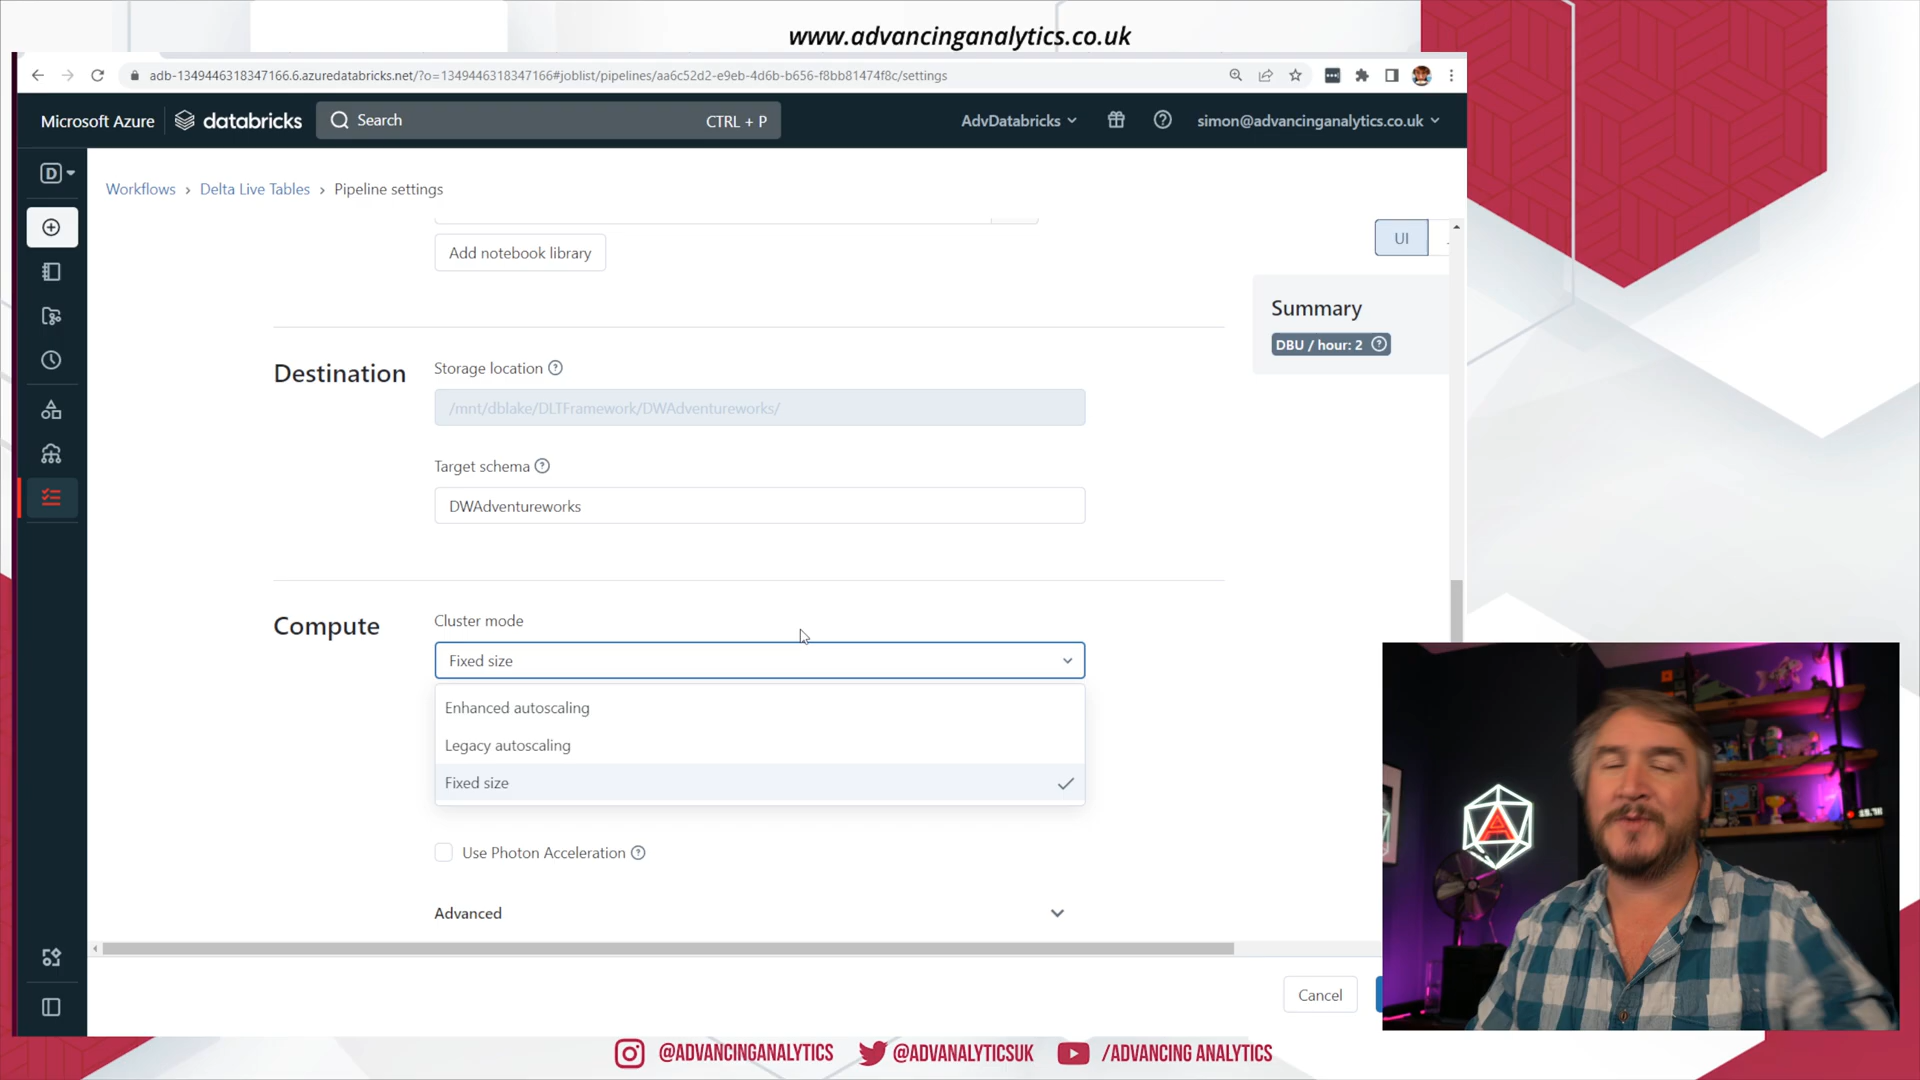 www.advancinganalytics.co.uk
adb-1349446318347166.6.azuredatabricks.net/?o=1349446318347166#joblist/pipelines/aa6c52d2-e9eb-4d6b-b656-f8bb81474f8c/settings
Microsoft Azure databricks Search CTRL + P AdvDatabricks simon@advancinganalytics.co.uk
D
Workflows › Delta Live Tables › Pipeline settings
UI
Add notebook library
Summary
DBU / hour: 2
Destination
Storage location
/mnt/dblake/DLTFramework/DWAdventureworks/
Target schema
DWAdventureworks
Compute
Cluster mode
Fixed size
Enhanced autoscaling
Legacy autoscaling
Fixed size
Use Photon Acceleration
Advanced
Cancel
A
@ADVANCINGANALYTICS @ADVANALYTICSUK /ADVANCING ANALYTICS